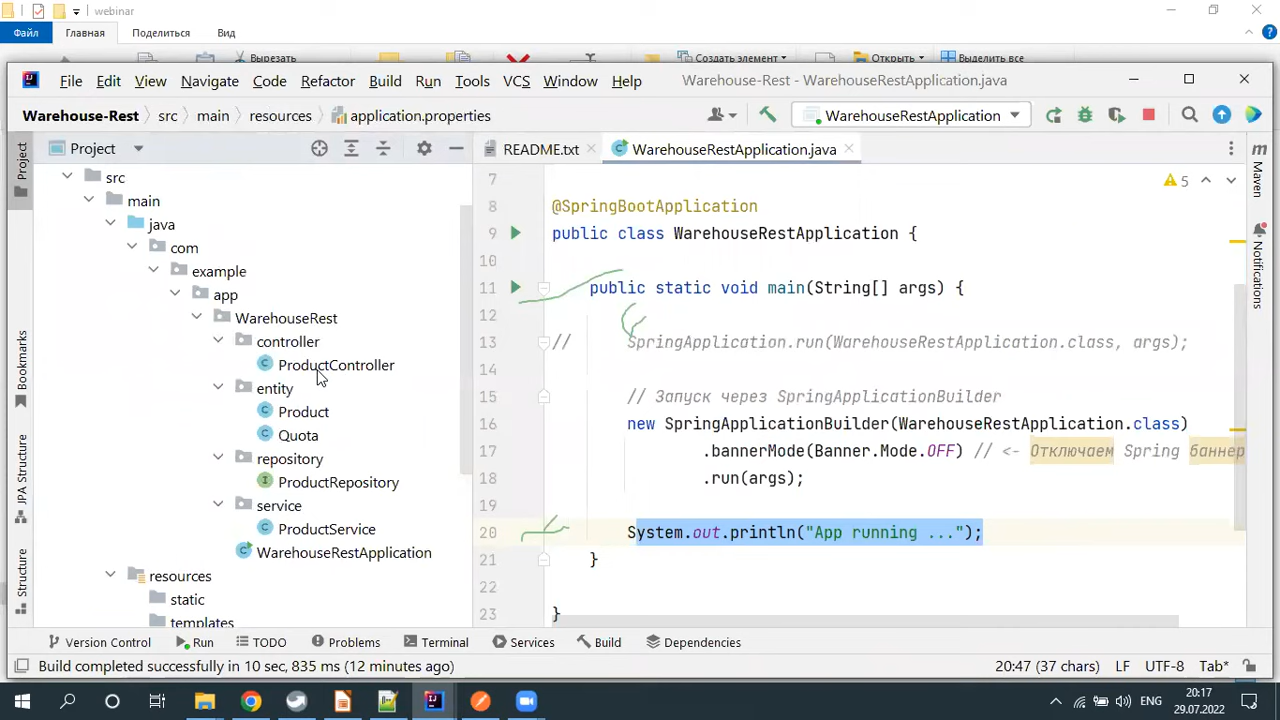 webinar
Файл Главная Поделиться Вид
Вырезать Создать элемент Открыть Выделить все
File Edit View Navigate Code Refactor Build Run Tools VCS Window Help Warehouse-Rest - WarehouseRestApplication.java
Warehouse-Rest src main resources application.properties WarehouseRestApplication
Project README.txt WarehouseRestApplication.java
Project
Bookmarks
JPA Structure
Structure
src
main
java
com
example
app
WarehouseRest
controller
ProductController
entity
Product
Quota
repository
ProductRepository
service
ProductService
WarehouseRestApplication
resources
static
templates
7
8 @SpringBootApplication
9 public class WarehouseRestApplication {
10
11 public static void main(String[] args) {
12
13 // SpringApplication.run(WarehouseRestApplication.class, args);
14
15 // Запуск через SpringApplicationBuilder
16 new SpringApplicationBuilder(WarehouseRestApplication.class)
17 .bannerMode(Banner.Mode.OFF) // <- Отключаем Spring баннер
18 .run(args);
19
20 System.out.println("App running ...");
21 }
22
23 }
5
Maven
Notifications
Version Control Run TODO Problems Terminal Services Build Dependencies
Build completed successfully in 10 sec, 835 ms (12 minutes ago) 20:47 (37 chars) LF UTF-8 Tab*
ENG 20:17
29.07.2022